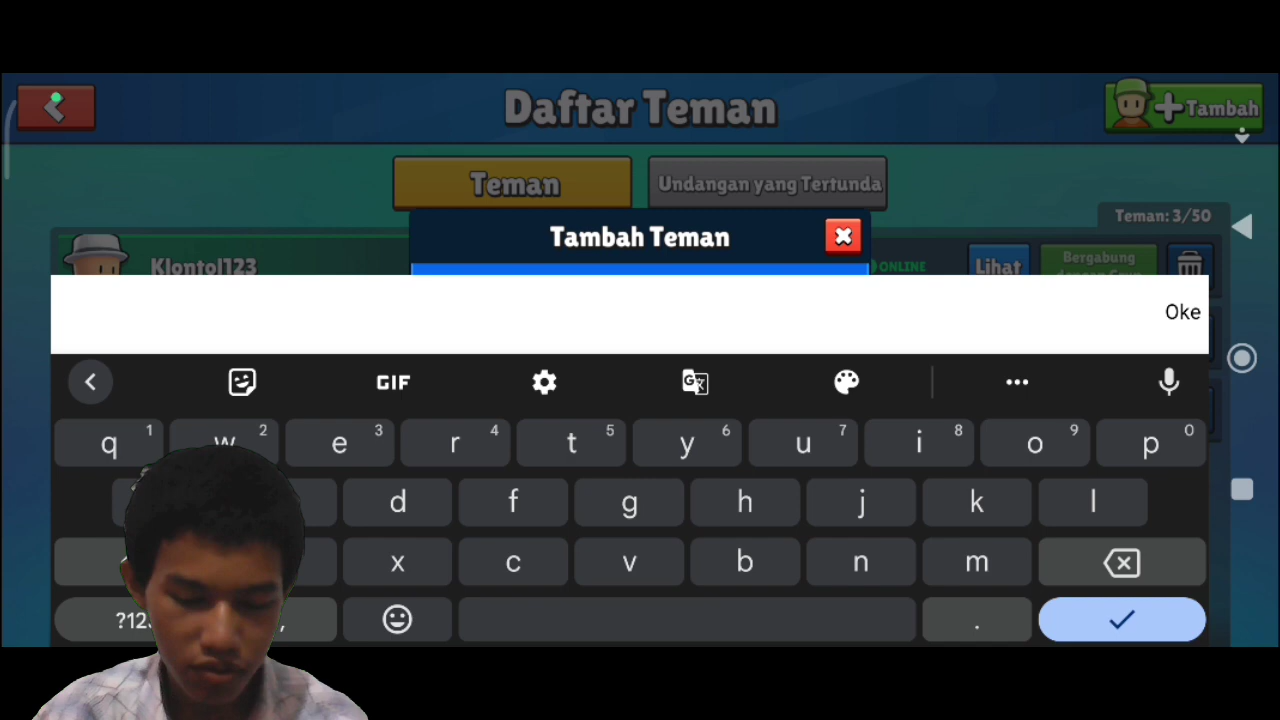 Daftar Teman
Tambah
Teman
Undangan yang Tertunda
Teman: 3/50
Tambah Teman
Klontol123
ONLINE
Lihat
Bergabung
Oke
GIF
q 1 w 2 e 3 r 4 t 5 y 6 u 7 i 8 o 9 p 0
d f g h j k l
x c v b n m
?12 , .